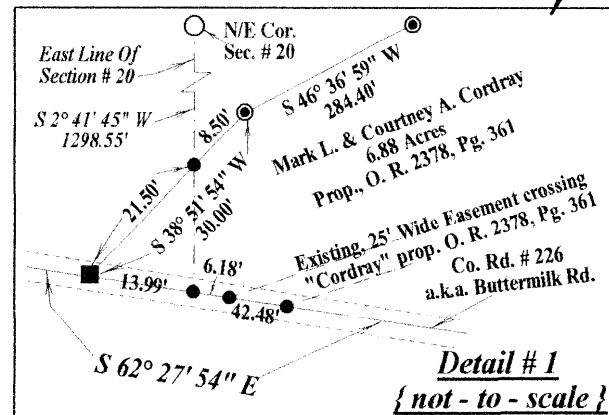 N/E Cor.
Sec. # 20
East Line Of
Section # 20
S 2° 41' 45" W
1298.55'
S 46° 36' 59" W
284.40'
8.50'
21.50'
S 38° 51' 54" W
30.00'
Mark L. & Courtney A. Cordray
6.88 Acres
Prop., O. R. 2378, Pg. 361
Existing, 25' Wide Easement crossing
"Cordray" prop. O. R. 2378, Pg. 361
Co. Rd. # 226
a.k.a. Buttermilk Rd.
6.18'
13.99'
42.48'
S 62° 27' 54" E
Detail # 1
{ not - to - scale }